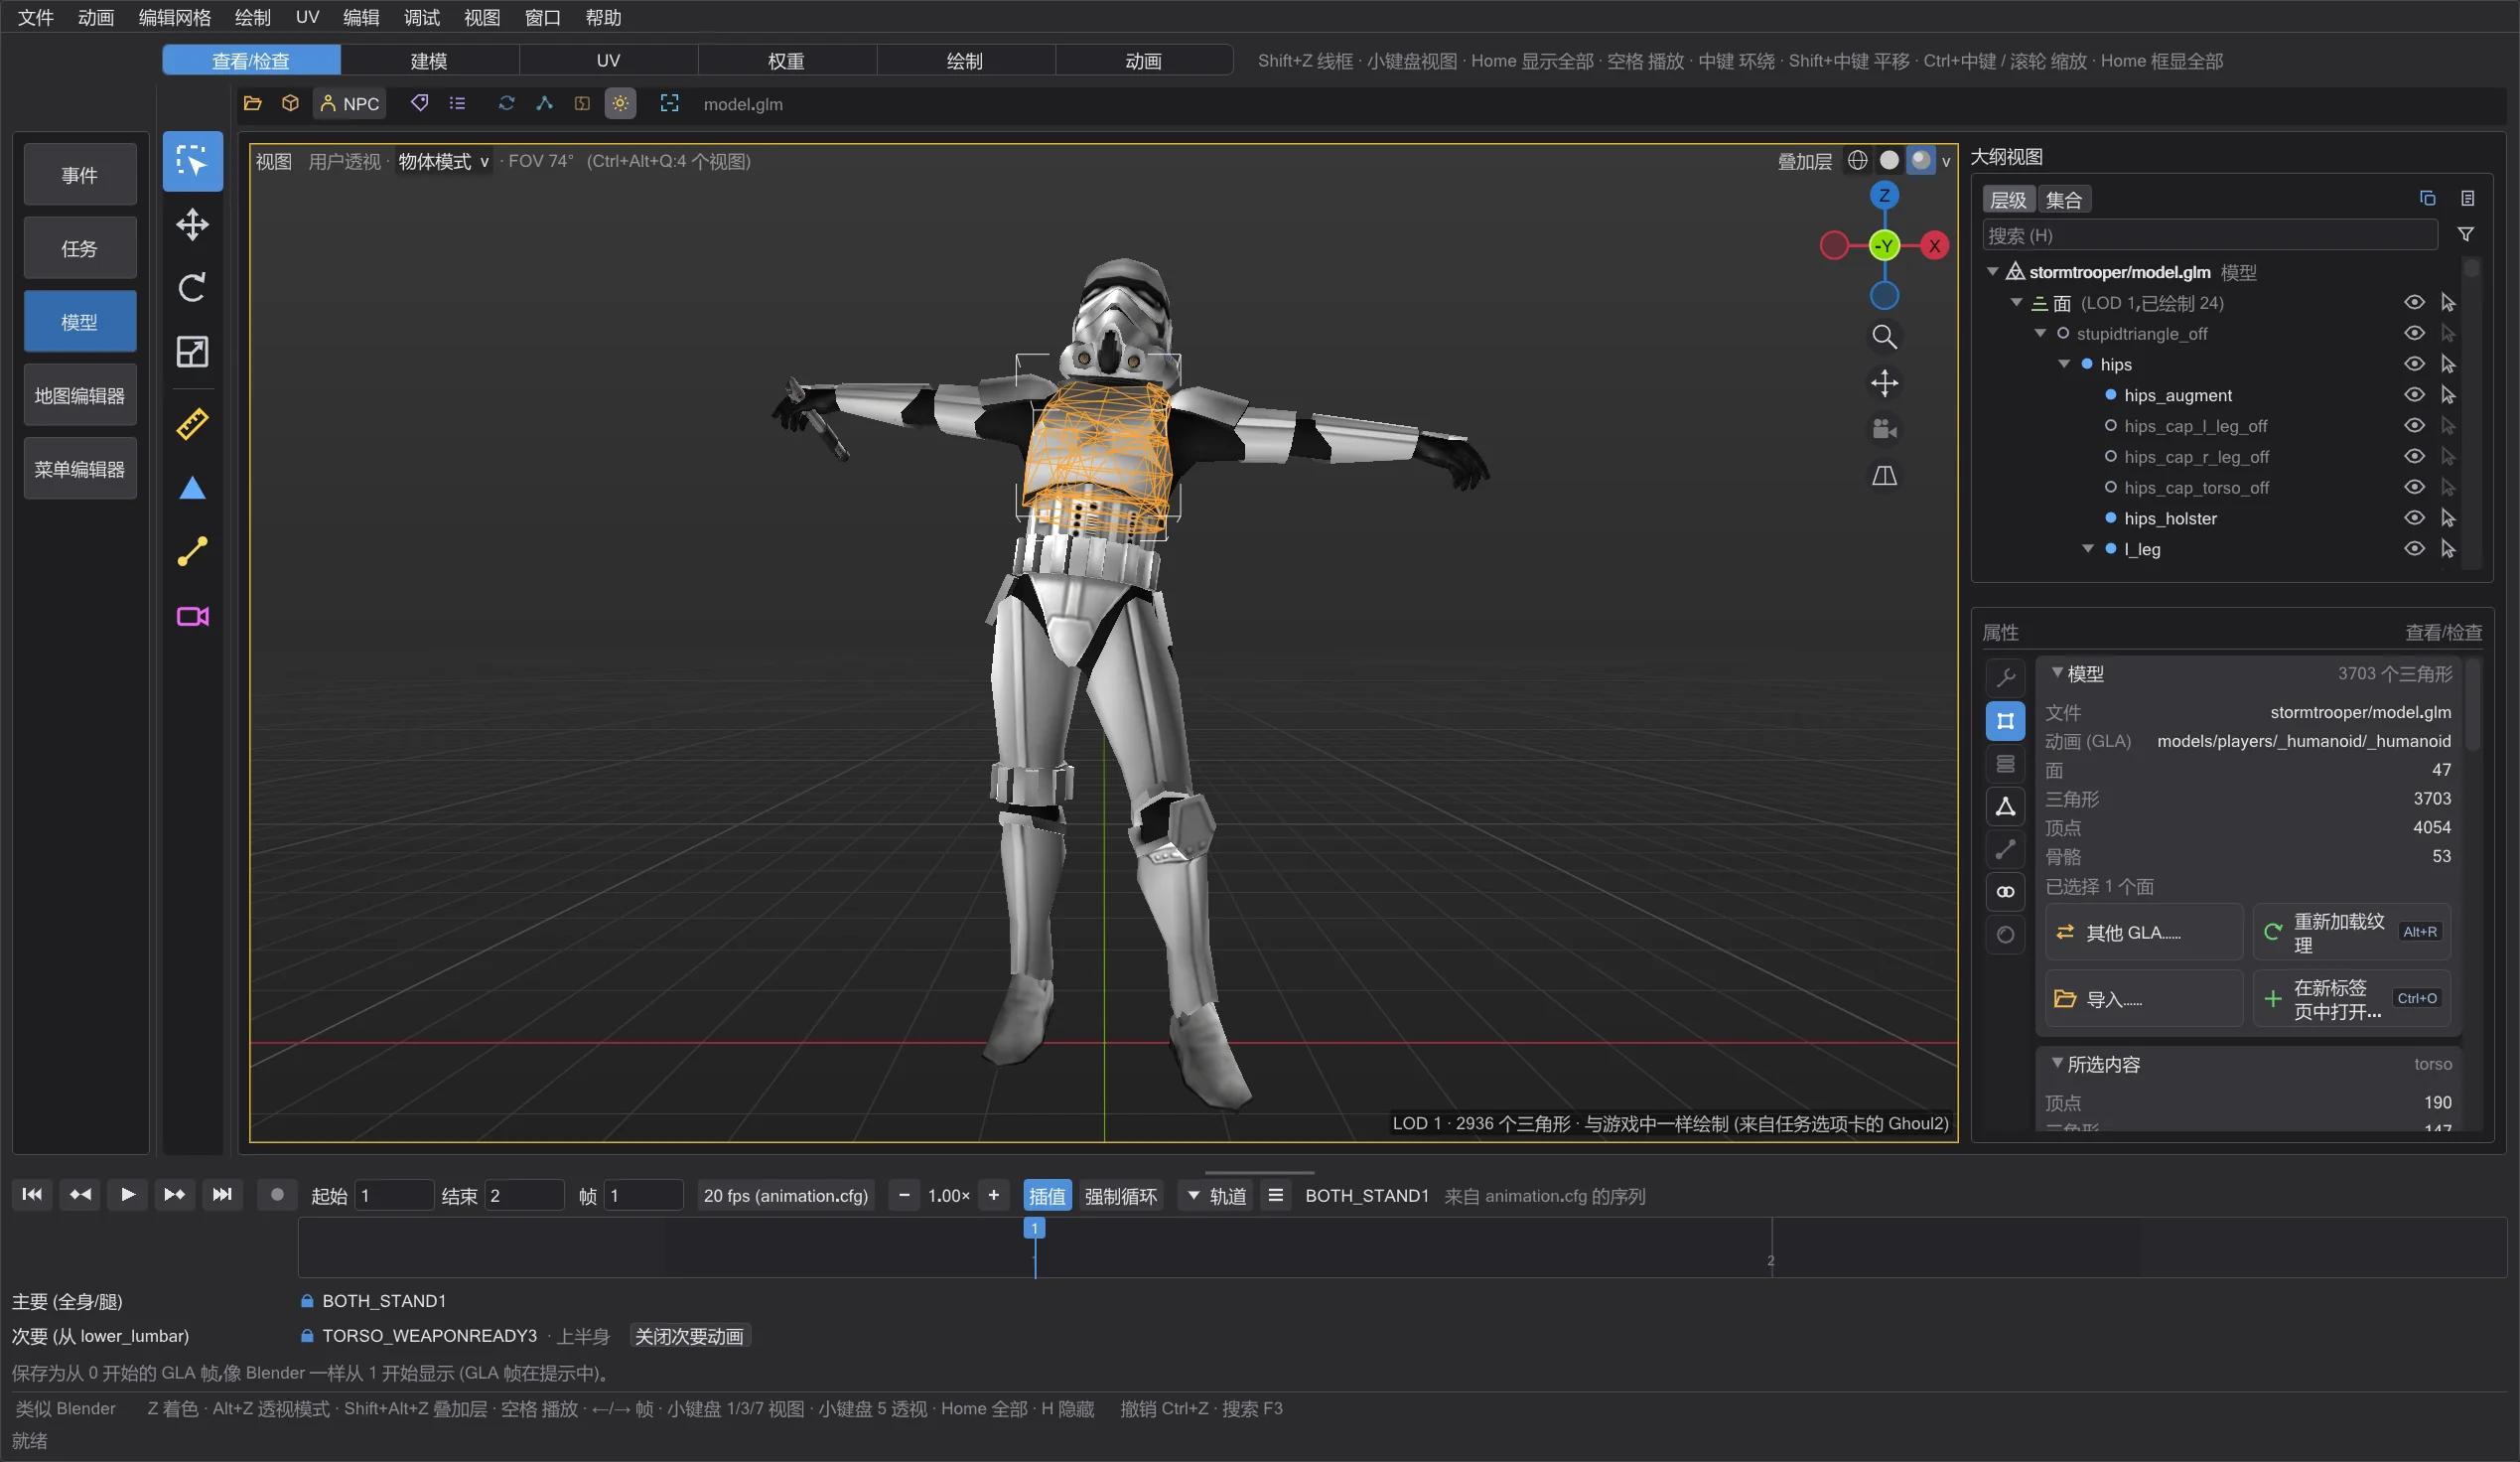 文件 动画 编辑网格 绘制 UV 编辑 调试 视图 窗口 帮助
查看/检查 建模 UV 权重 绘制 动画 Shift+Z 线框 · 小键盘视图 · Home 显示全部 · 空格 播放 · 中键 环绕 · Shift+中键 平移 · Ctrl+中键 / 滚轮 缩放 · Home 框显全部
NPC model.glm
事件
任务
模型
地图编辑器
菜单编辑器
视图 用户透视 · 物体模式 v · FOV 74° (Ctrl+Alt+Q:4 个视图)
叠加层 v
Z
-Y
X
LOD 1 · 2936 个三角形 · 与游戏中一样绘制 (来自任务选项卡的 Ghoul2)
大纲视图
层级 集合
搜索 (H)
stormtrooper/model.glm 模型
面 (LOD 1,已绘制 24)
stupidtriangle_off
hips
hips_augment
hips_cap_l_leg_off
hips_cap_r_leg_off
hips_cap_torso_off
hips_holster
l_leg
属性 查看/检查
模型 3703 个三角形
文件 stormtrooper/model.glm
动画 (GLA) models/players/_humanoid/_humanoid
面 47
三角形 3703
顶点 4054
骨骼 53
已选择 1 个面
其他 GLA......
重新加载纹理 Alt+R
导入......
在新标签页中打开... Ctrl+O
所选内容 torso
顶点 190
三角形 147
起始 1 结束 2 帧 1 20 fps (animation.cfg) − 1.00× + 插值 强制循环 轨道 BOTH_STAND1 来自 animation.cfg 的序列
1
2
主要 (全身/腿) BOTH_STAND1
次要 (从 lower_lumbar) TORSO_WEAPONREADY3 · 上半身 关闭次要动画
保存为从 0 开始的 GLA 帧,像 Blender 一样从 1 开始显示 (GLA 帧在提示中)。
类似 Blender Z 着色 · Alt+Z 透视模式 · Shift+Alt+Z 叠加层 · 空格 播放 · ←/→ 帧 · 小键盘 1/3/7 视图 · 小键盘 5 透视 · Home 全部 · H 隐藏 撤销 Ctrl+Z · 搜索 F3
就绪